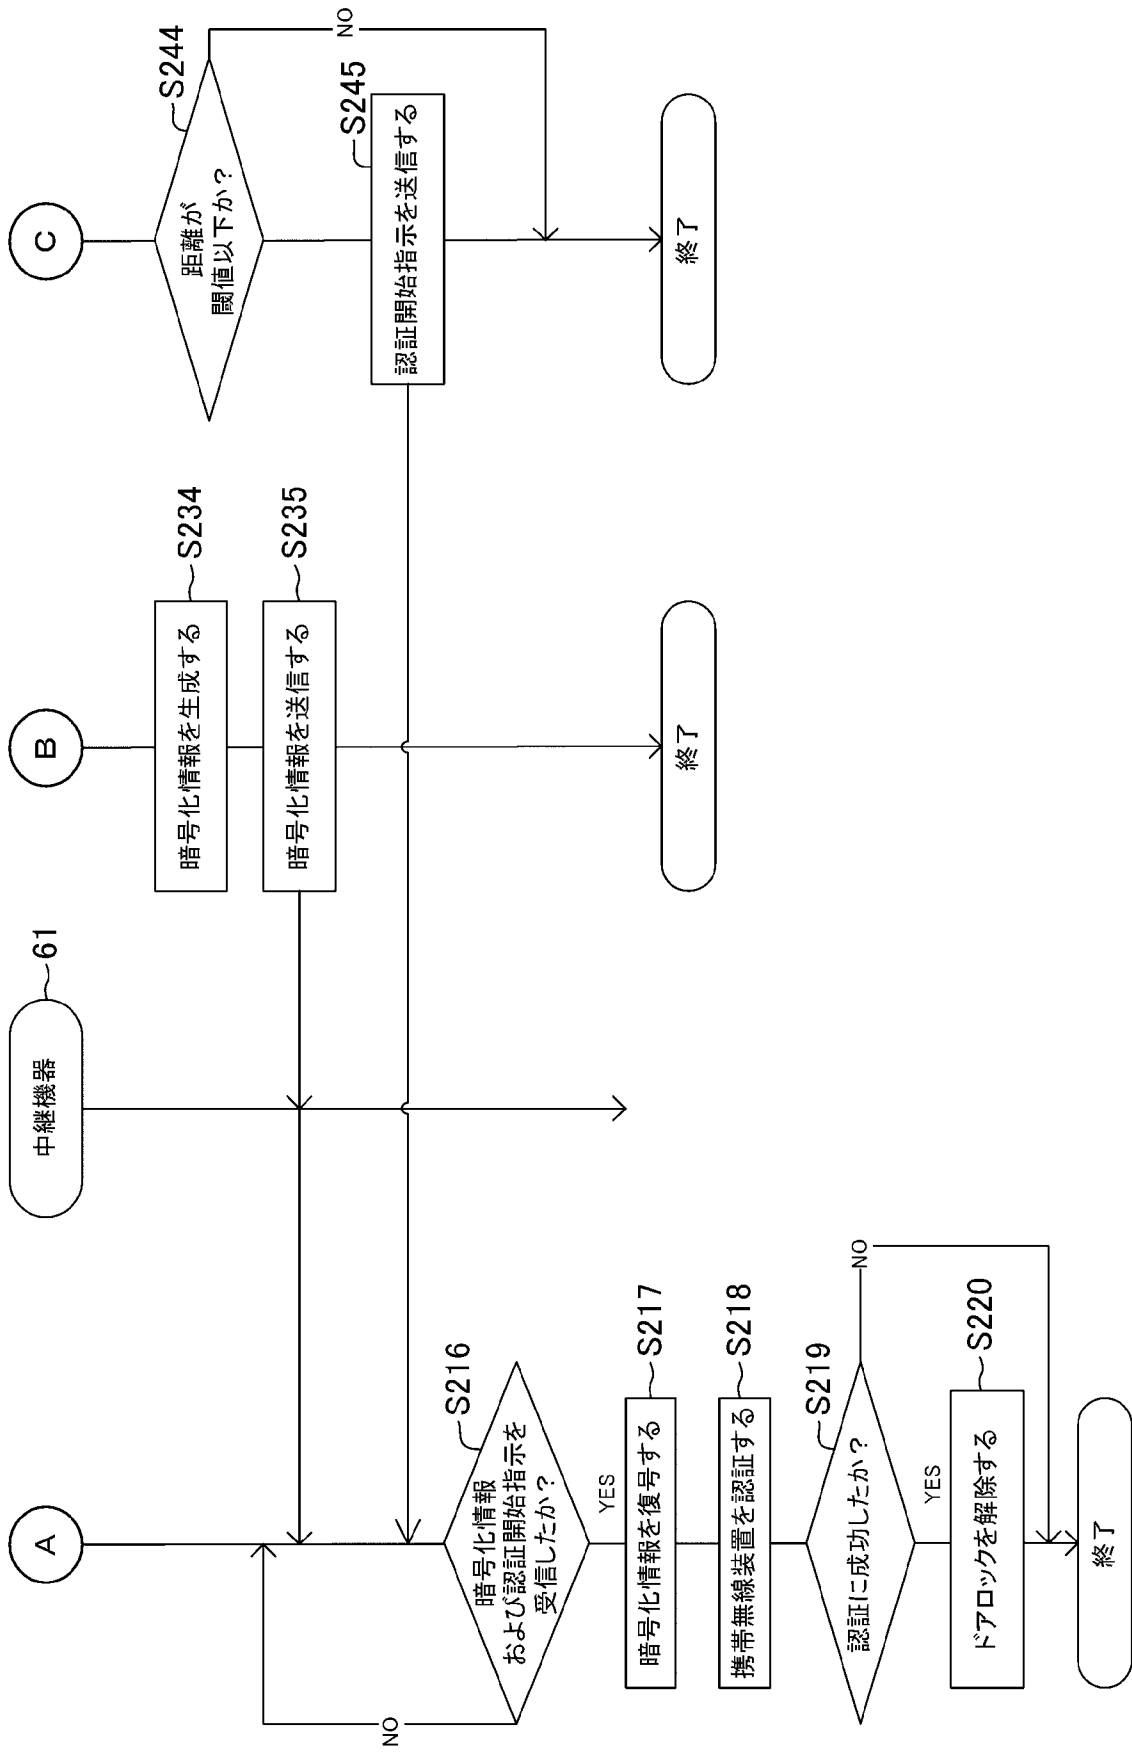 A
中継機器
61
B
C
暗号化情報を生成する
S234
暗号化情報を送信する
S235
距離が
閾値以下か?
S244
NO
認証開始指示を送信する
S245
終了
終了
暗号化情報
および認証開始指示を
受信したか?
S216
NO
YES
暗号化情報を復号する
S217
携帯無線装置を認証する
S218
認証に成功したか?
S219
NO
YES
ドアロックを解除する
S220
終了